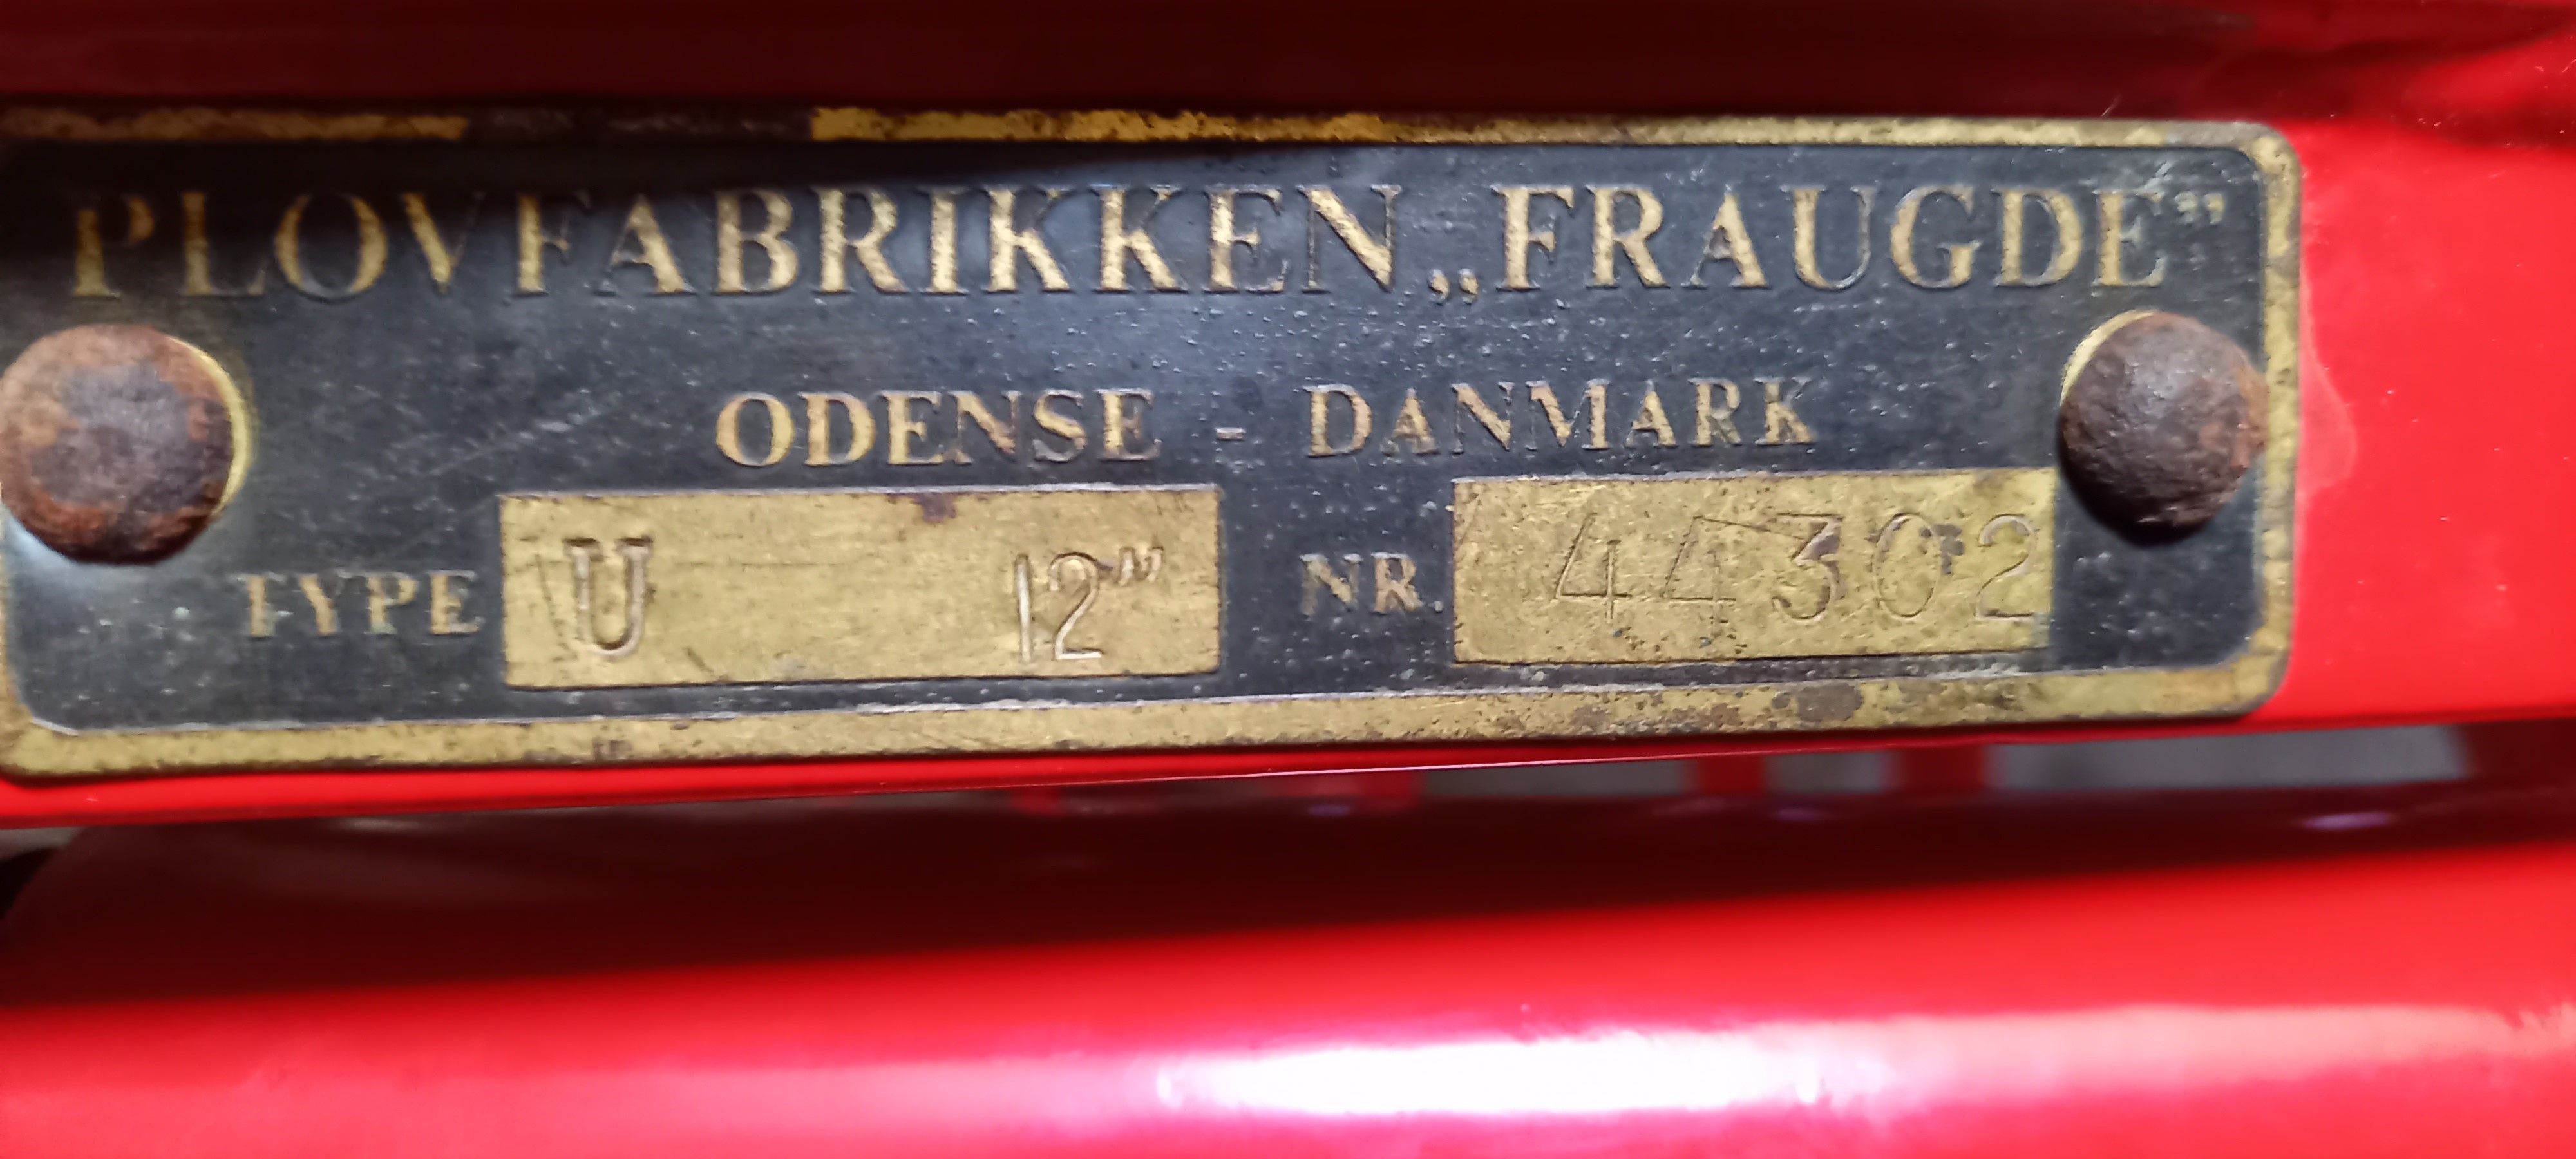 PLOVFABRIKKEN „FRAUGDE”
ODENSE - DANMARK
TYPE U 12” NR. 44302